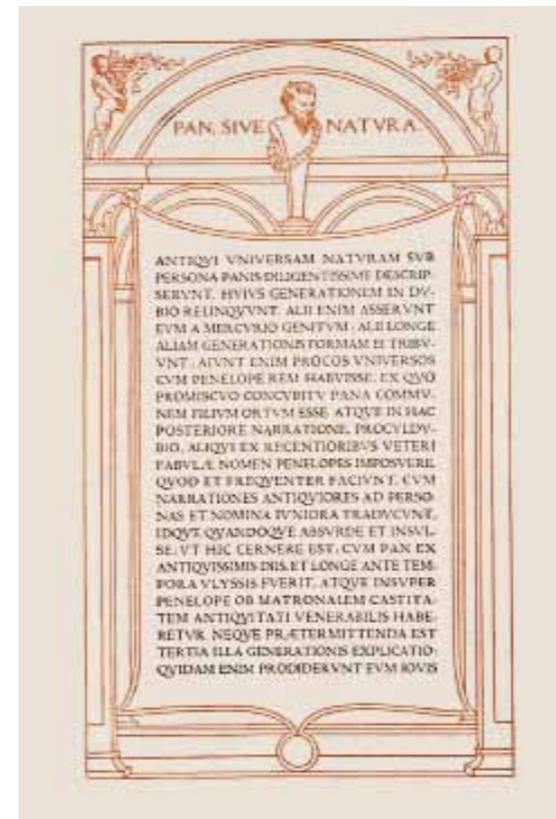 PAN, SIVE NATVRA.
ANTIQVI VNIVERSAM NATVRAM SVB
PERSONA PANIS DILIGENTISSIME DESCRIP-
SERVNT. HVIVS GENERATIONEM IN DV-
BIO RELINQVVNT. ALII ENIM ASSERVNT
EVM A MERCVRIO GENITVM; ALII LONGE
ALIAM GENERATIONIS FORMAM EI TRIBV-
VNT; AIVNT ENIM PROCOS VNIVERSOS
CVM PENELOPE REM HABVISSE, EX QVO
PROMISCVO CONCVBITV PANA COMMV-
NEM FILIVM ORTVM ESSE. ATQVE IN HAC
POSTERIORE NARRATIONE, PROCVLDV-
BIO, ALIQVI EX RECENTIORIBVS VETERI
FABVLÆ NOMEN PENELOPES IMPOSVERE,
QVOD ET FREQVENTER FACIVNT, CVM
NARRATIONES ANTIQVIORES AD PERSO-
NAS ET NOMINA IVNIORA TRADVCVNT,
IDQVE QVANDOQVE ABSVRDE ET INSVL-
SE; VT HIC CERNERE EST; CVM PAN EX
ANTIQVISSIMIS DIIS, ET LONGE ANTE TEM-
PORA VLYSSIS FVERIT, ATQVE INSVPER
PENELOPE OB MATRONALEM CASTITA-
TEM ANTIQVITATI VENERABILIS HABE-
RETVR. NEQVE PRÆTERMITTENDA EST
TERTIA ILLA GENERATIONIS EXPLICATIO:
QVIDAM ENIM PRODIDERVNT EVM IOVIS